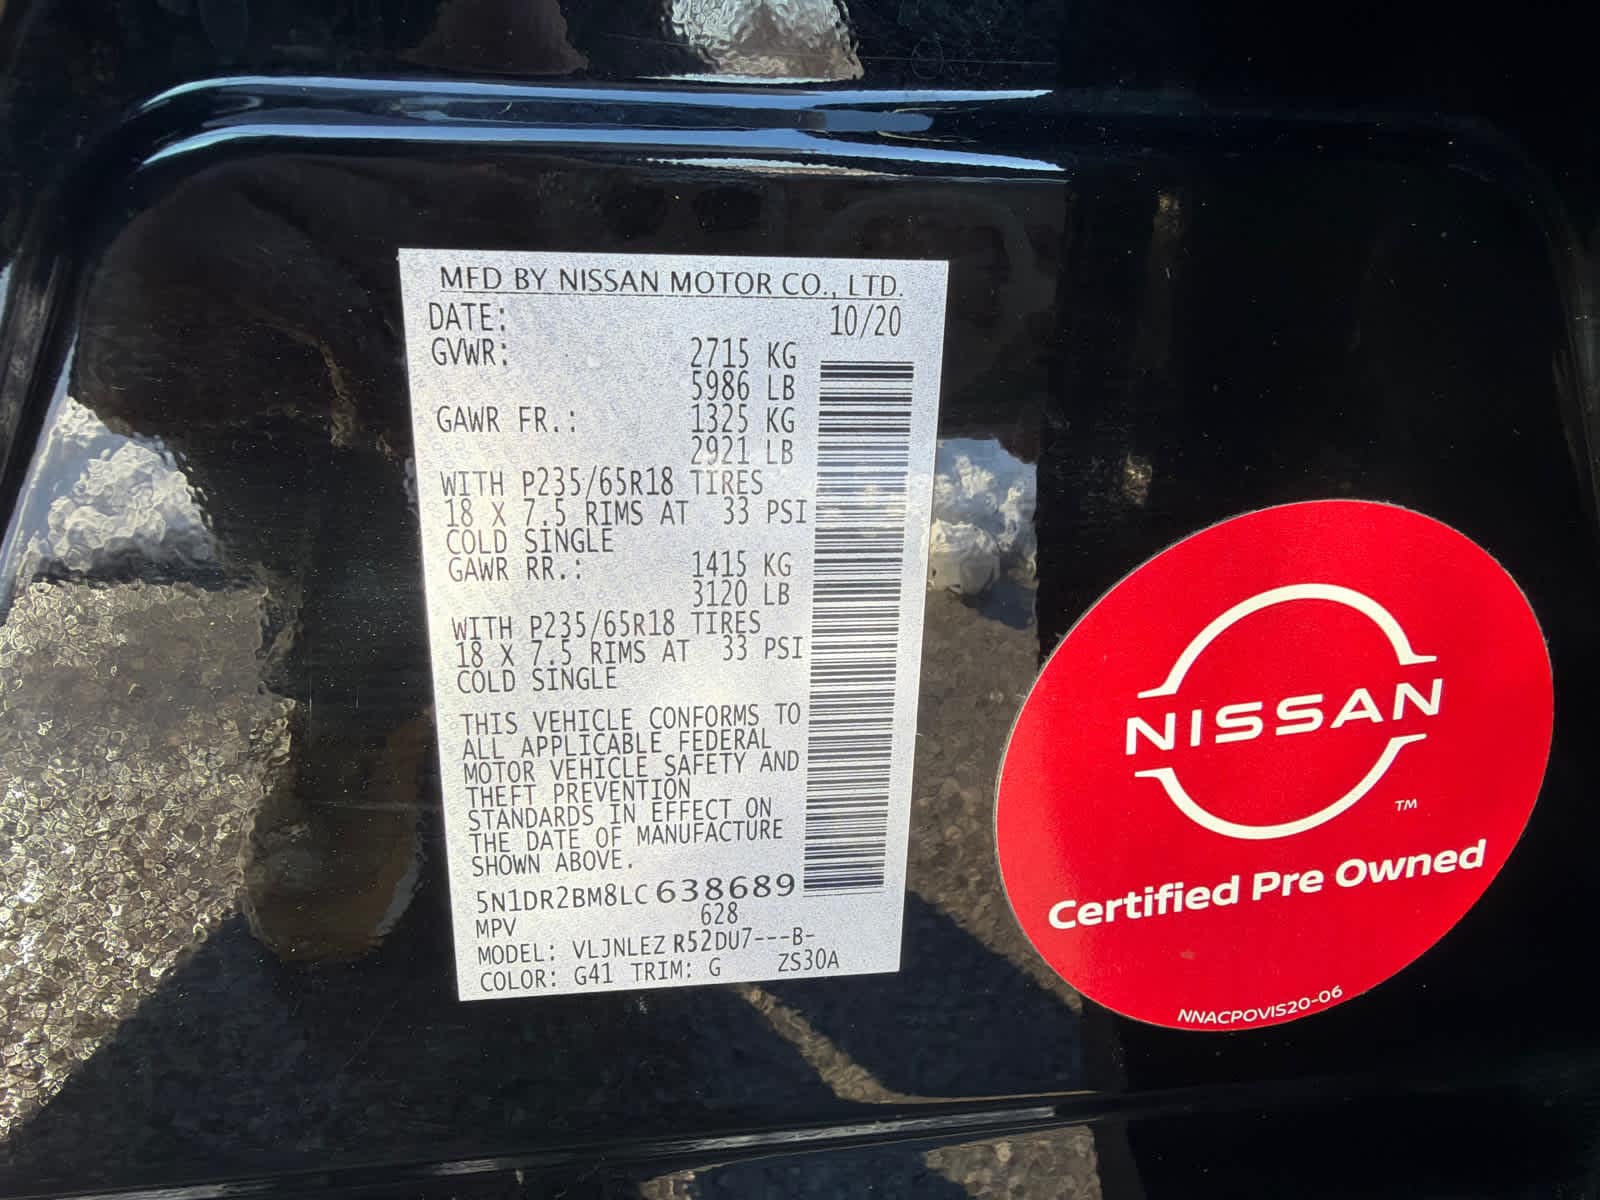 MFD BY NISSAN MOTOR CO., LTD.
DATE: 10/20
GVWR: 2715 KG
5986 LB
GAWR FR.: 1325 KG
2921 LB
WITH P235/65R18 TIRES
18 X 7.5 RIMS AT 33 PSI
COLD SINGLE
GAWR RR.: 1415 KG
3120 LB
WITH P235/65R18 TIRES
18 X 7.5 RIMS AT 33 PSI
COLD SINGLE
THIS VEHICLE CONFORMS TO
ALL APPLICABLE FEDERAL
MOTOR VEHICLE SAFETY AND
THEFT PREVENTION
STANDARDS IN EFFECT ON
THE DATE OF MANUFACTURE
SHOWN ABOVE.
5N1DR2BM8LC638689
MPV 628
MODEL: VLJNLEZ R52DU7---B-
COLOR: G41 TRIM: G ZS30A
NISSAN
TM
Certified Pre Owned
NNACPOVIS20-06